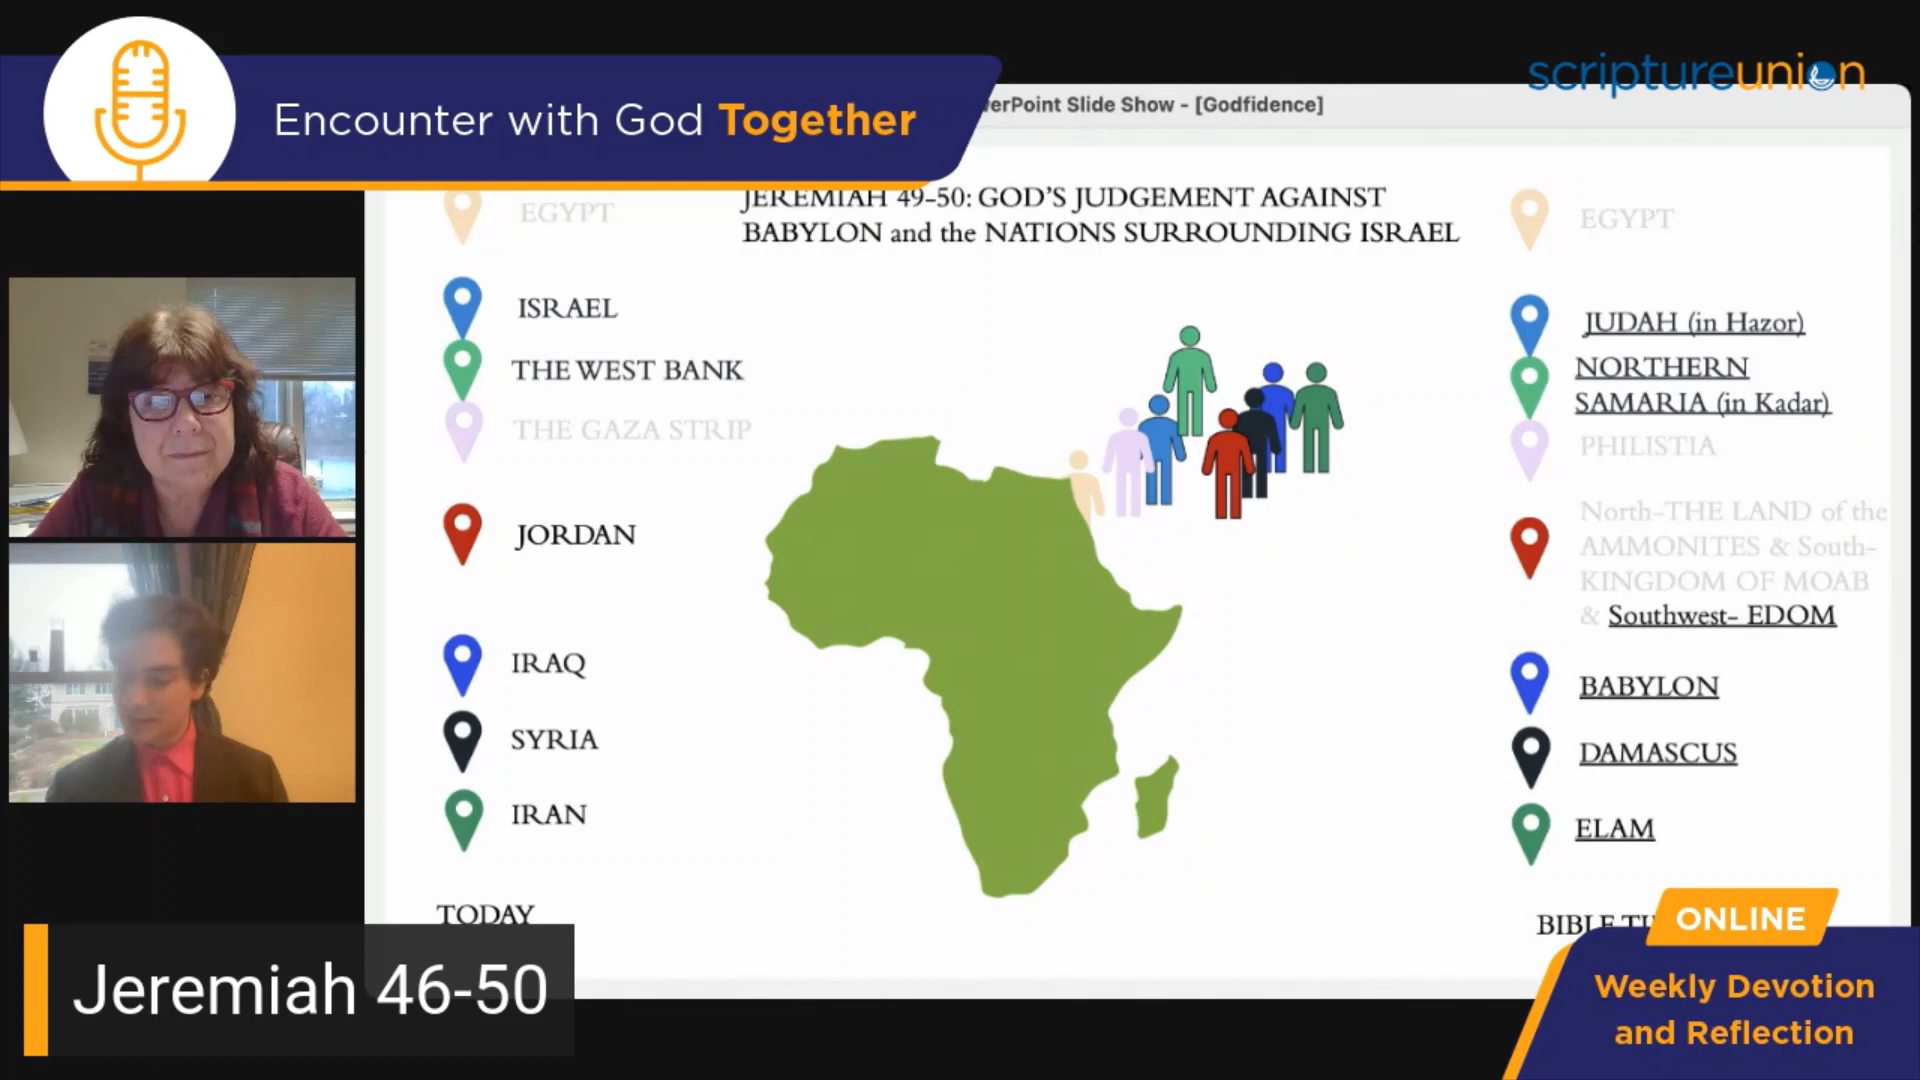 Encounter with God Together
scriptureunion
erPoint Slide Show - [Godfidence]
JEREMIAH 49-50: GOD'S JUDGEMENT AGAINST
BABYLON and the NATIONS SURROUNDING ISRAEL
EGYPT
ISRAEL
THE WEST BANK
THE GAZA STRIP
JORDAN
IRAQ
SYRIA
IRAN
TODAY
EGYPT
JUDAH (in Hazor)
NORTHERN
SAMARIA (in Kadar)
PHILISTIA
North-THE LAND of the
AMMONITES & South-
KINGDOM OF MOAB
& Southwest- EDOM
BABYLON
DAMASCUS
ELAM
BIBLE
Jeremiah 46-50
ONLINE
Weekly Devotion
and Reflection